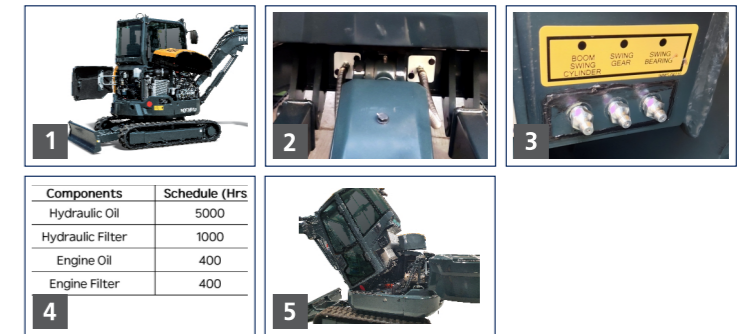 1
2
BOOM SWING CYLINDER
SWING GEAR
SWING BEARING
3
Components Schedule (Hrs
Hydraulic Oil 5000
Hydraulic Filter 1000
Engine Oil 400
Engine Filter 400
4
5